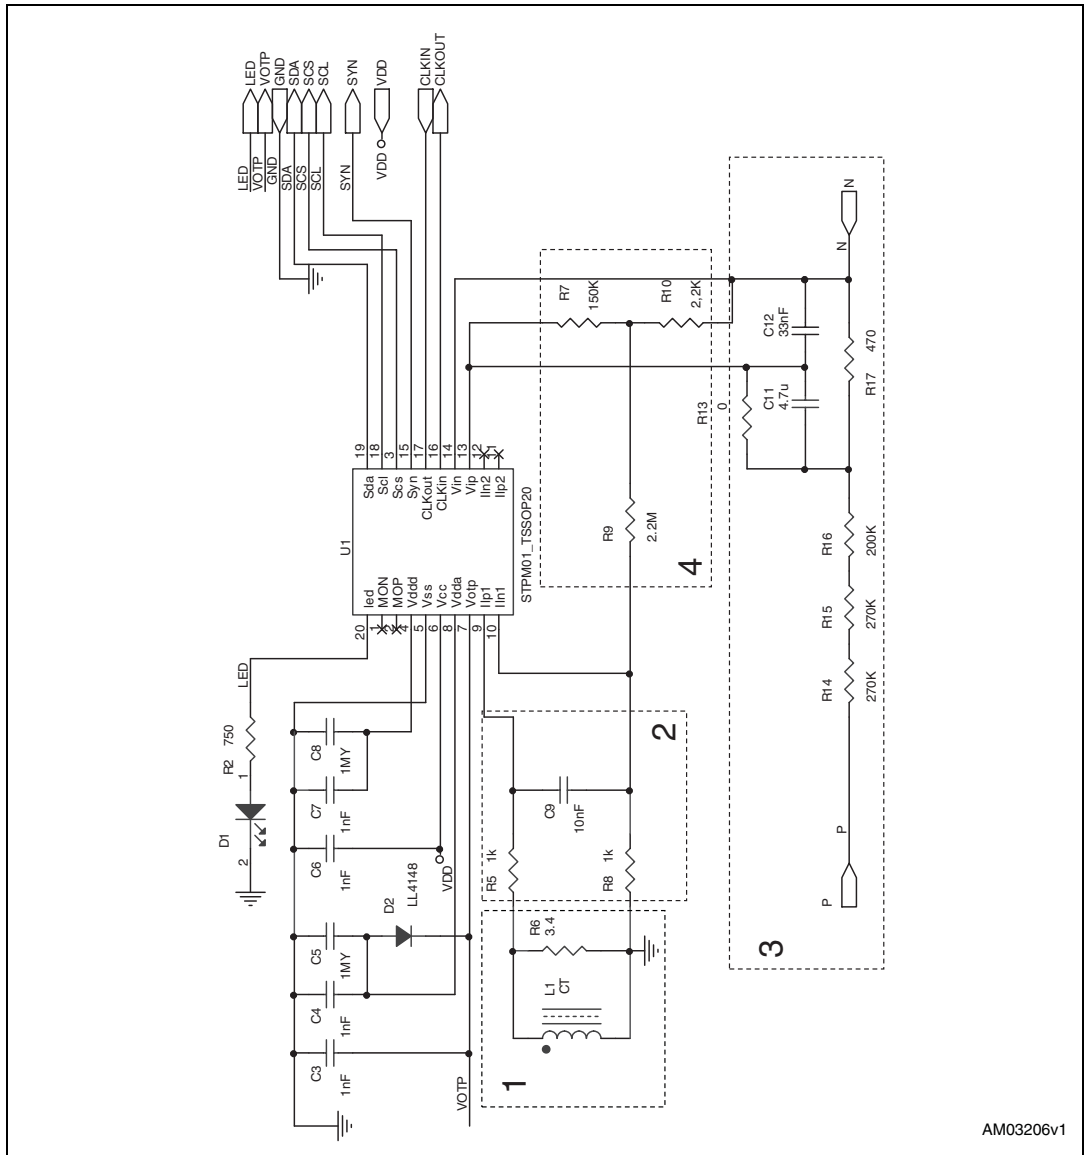 LED
VOTP
GND
SDA
SCS
SCL
SYN
VDD
CLKIN
CLKOUT
LED
VOTP
GND
SDA
SCS
SCL
SYN
VDD
N
N
R7
150K
R10
2,2K
C12
33nF
470
R17
R13
0
C11
4.7u
19
18
3
15
17
16
14
13
12
11
Sda
Scl
Scs
Syn
CLKout
CLKin
Vin
Vip
IIn2
IIp2
U1
STPM01_TSSOP20
led
MON
MOP
Vddd
Vss
Vcc
Vdda
Votp
IIp1
IIn1
20
1
2
4
5
6
8
7
9
10
R9
2.2M
4
R16
200K
R15
270K
R14
270K
LED
R2
750
1
D1
2
C8
1MY
C7
1nF
C6
1nF
VDD
D2
LL4148
C5
1MY
C4
1nF
C3
1nF
VOTP
2
C9
10nF
R5
1k
R8
1k
R6
3.4
L1
CT
1
P
P
3
AM03206v1